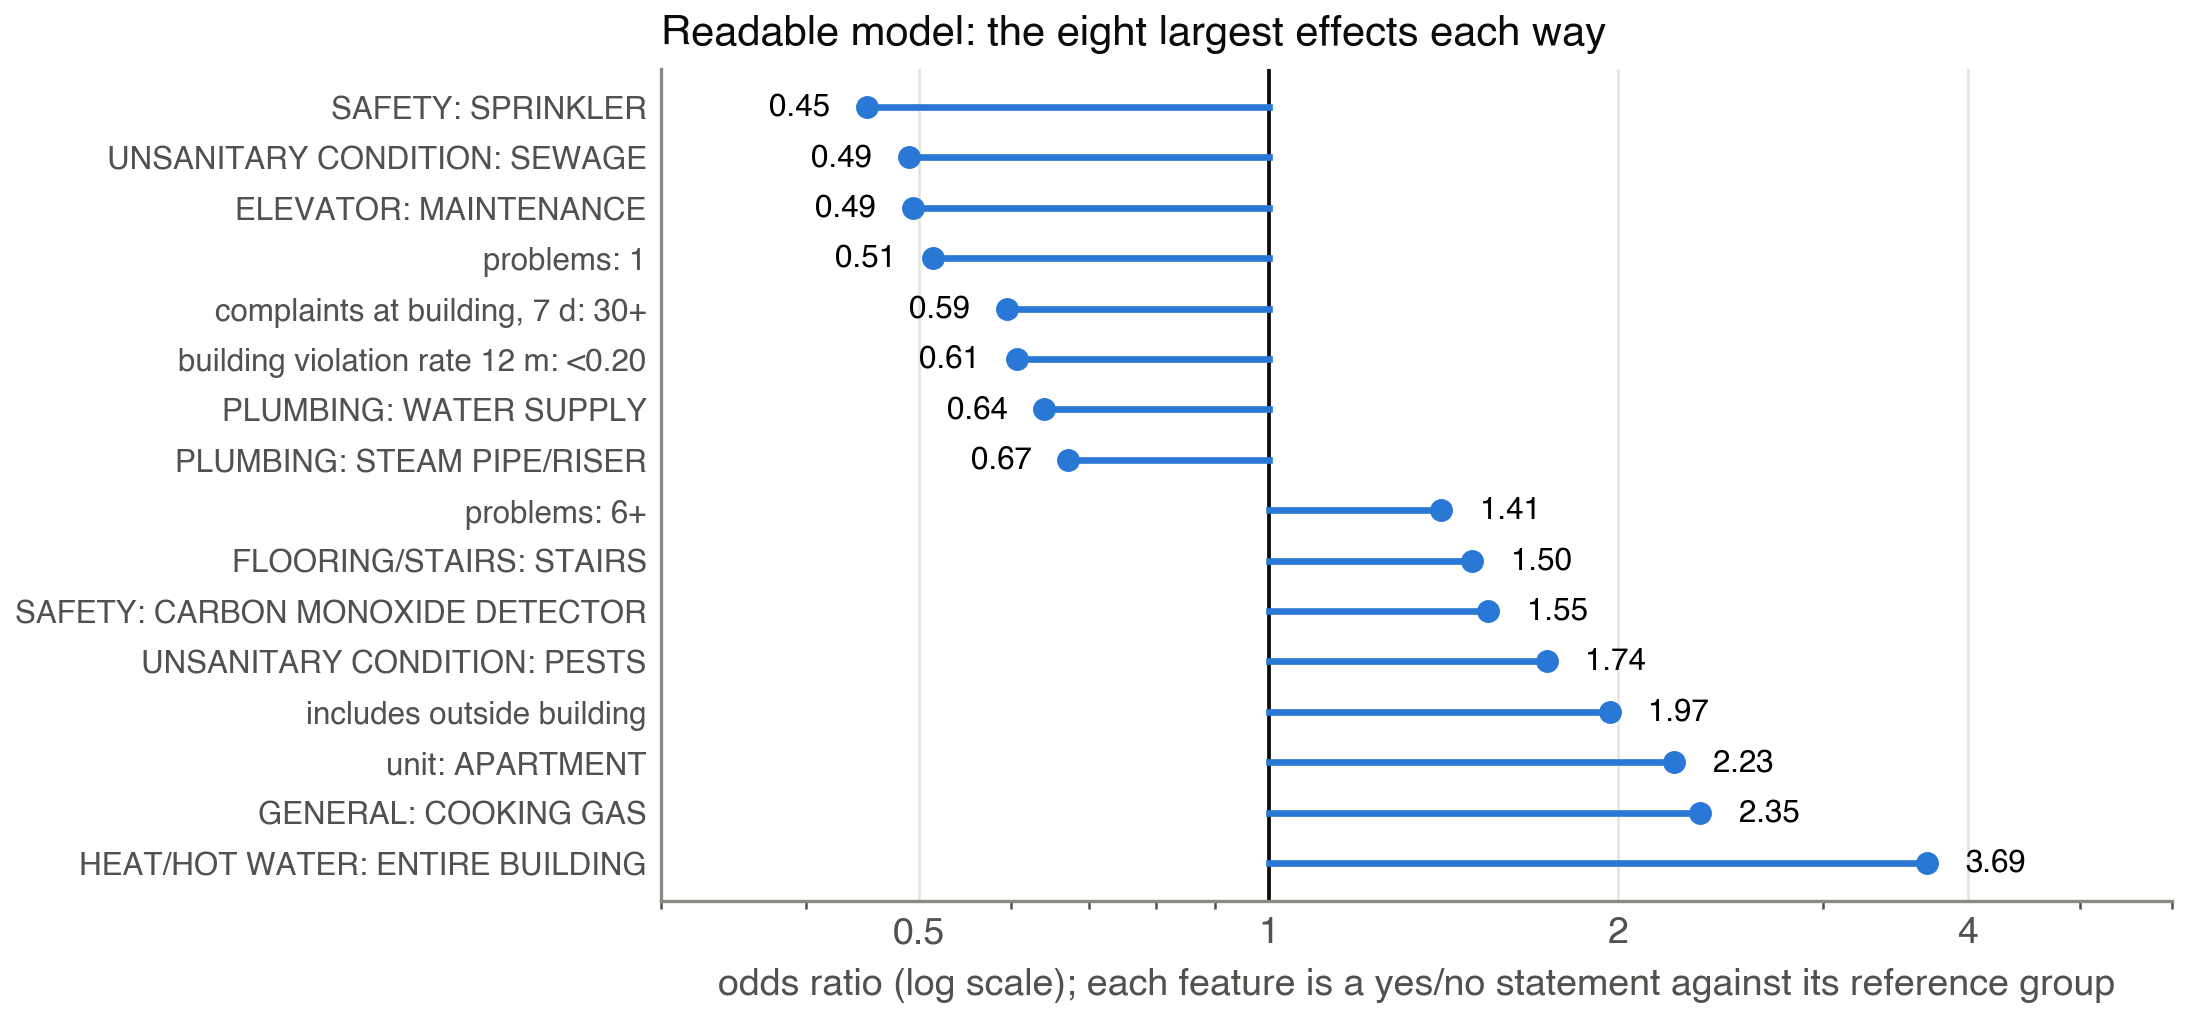 Readable model: the eight largest effects each way
SAFETY: SPRINKLER 0.45
UNSANITARY CONDITION: SEWAGE 0.49
ELEVATOR: MAINTENANCE 0.49
problems: 1 0.51
complaints at building, 7 d: 30+ 0.59
building violation rate 12 m: <0.20 0.61
PLUMBING: WATER SUPPLY 0.64
PLUMBING: STEAM PIPE/RISER 0.67
problems: 6+ 1.41
FLOORING/STAIRS: STAIRS 1.50
SAFETY: CARBON MONOXIDE DETECTOR 1.55
UNSANITARY CONDITION: PESTS 1.74
includes outside building 1.97
unit: APARTMENT 2.23
GENERAL: COOKING GAS 2.35
HEAT/HOT WATER: ENTIRE BUILDING 3.69
0.5 1 2 4
odds ratio (log scale); each feature is a yes/no statement against its reference group